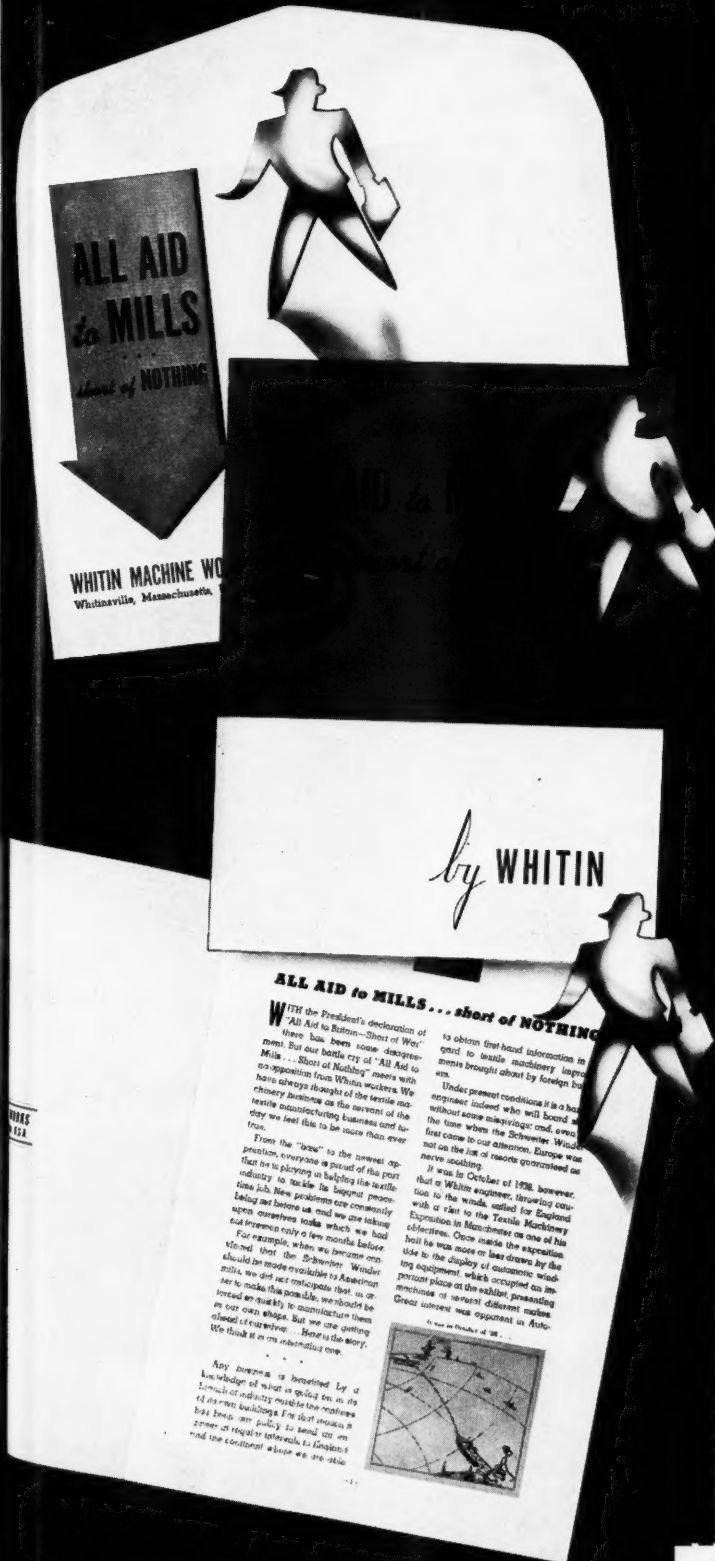 ALL AID
to MILLS
short of NOTHING
WHITIN MACHINE WO
Whitinsville, Massachusetts,
AID to
short of
by WHITIN
ALL AID to MILLS... short of NOTHING
WITH the President's declaration of
"All Aid to Britain—Short of War"
there has been some disagree-
ment. But our battle cry of "All Aid to
Mills... Short of Nothing" meets with
no opposition from Whitin workers. We
have always thought of the textile ma-
chinery business as the servant of the
textile manufacturing business and to-
day we feel this to be more than ever
true.
From the "boss" to the newest ap-
prentice, everyone is proud of the part
that he is playing in helping the textile
industry to tackle its biggest peace-
time job. New problems are constantly
being set before us and we are taking
upon ourselves tasks which we had
not foreseen only a few months before.
For example, when we became con-
vinced that the Schweiter Winder
should be made available to American
mills, we did not anticipate that, in or-
der to make this possible, we should be
forced so quickly to manufacture them
in our own shops. But we are getting
ahead of ourselves... Here is the story.
We think it is an interesting one.
Any business is benefited by a
knowledge of what is going on in its
branch of industry outside the confines
of its own buildings. For that reason it
has been our policy to send an en-
gineer at regular intervals to England
and the continent where we are able
to obtain first-hand information in
gard to textile machinery impro
ments brought about by foreign bu
ers.
Under present conditions it is a
engineer indeed who will board
without some misgivings; and, even
the time when the Schweiter Winder
first came to our attention, Europe was
not on the list of resorts guaranteed as
nerve soothing.
It was in October of 1938, however,
that a Whitin engineer, throwing cau-
tion to the winds, sailed for England
with a visit to the Textile Machinery
Exposition in Manchester as one of his
objectives. Once inside the exposition
hall he was more or less drawn by the
tide to the display of automatic wind-
ing equipment, which occupied an im-
portant place at the exhibit, presenting
machines of several different makes.
Great interest was apparent in Auto-
It was in October of '38 . . .
-1-
ORKS
U.S.A.